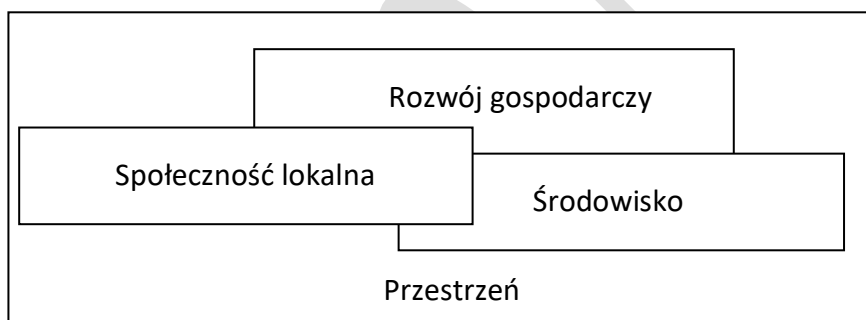 Rozwój gospodarczy
Społeczność lokalna
Środowisko
Przestrzeń